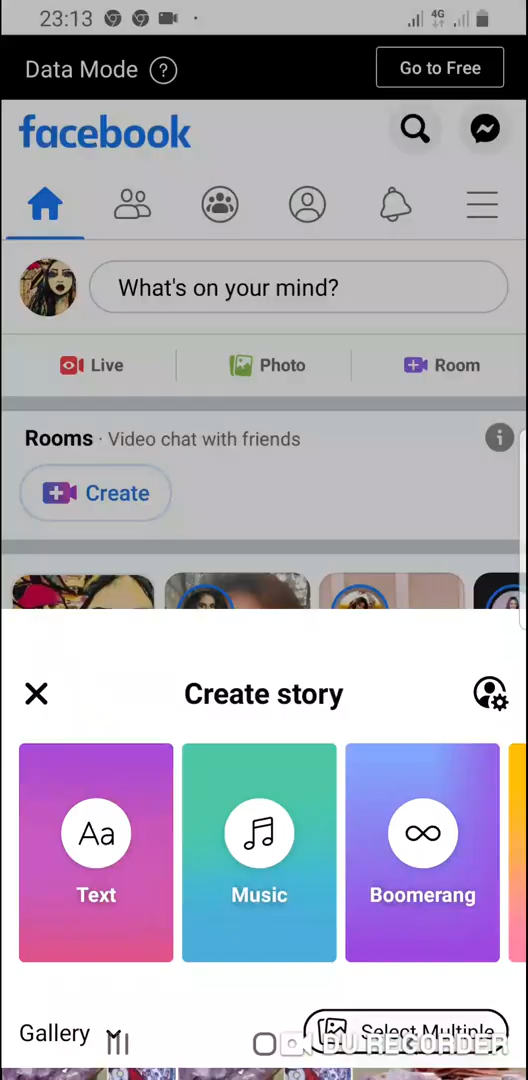 23:13
4G
Data Mode ?
Go to Free
facebook
What's on your mind?
Live
Photo
Room
Rooms · Video chat with friends
Create
Create story
Aa
Text
Music
Boomerang
Gallery
Select Multiple
DU RECORDER